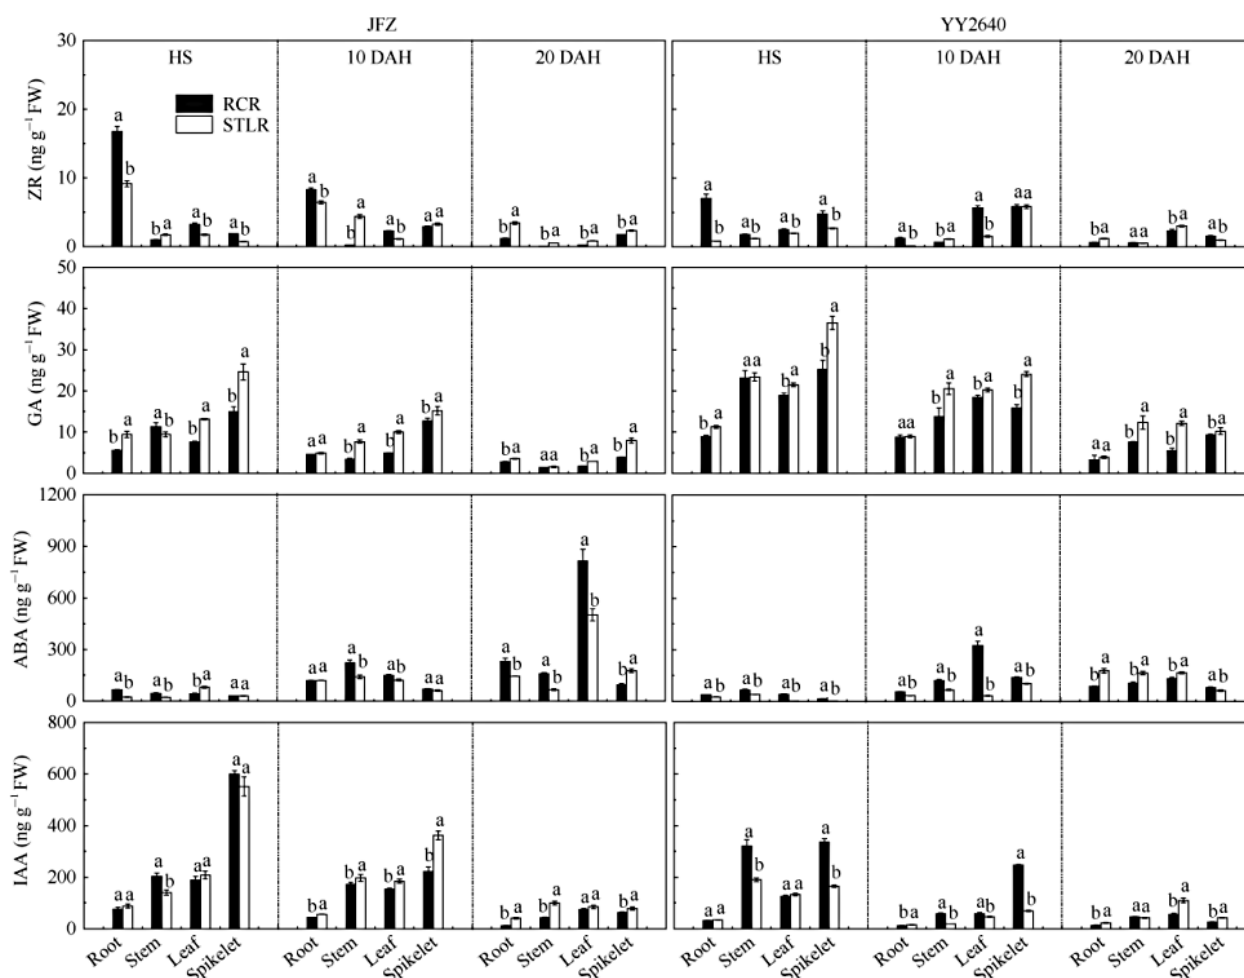 JFZ YY2640
30 HS 10 DAH 20 DAH HS 10 DAH 20 DAH
RCR
STLR
20
10
0
ZR (ng g⁻¹ FW)
a b b a a b a b a b b a a b a a b a b a b a b a a b a b a b a b a b b a a b a a b a a a b a a b
50
40
30
20
10
0
GA (ng g⁻¹ FW)
b a a b b a b a a a b a b a b a b a a a b a b a b a a a b a b a a a b a b a b a a a b a b a b a
1200
900
600
300
0
ABA (ng g⁻¹ FW)
a b a b b a a a a a a b a b a a a b a b a b b a a b a b a b a b a b a b a b a b b a b a b a a b
800
600
400
200
0
IAA (ng g⁻¹ FW)
a a a b a a a a b a b a b a b a b a b a a a b a a a a b a a a b b a a b a b a b b a a a b a b a
Root Stem Leaf Spikelet Root Stem Leaf Spikelet Root Stem Leaf Spikelet Root Stem Leaf Spikelet Root Stem Leaf Spikelet Root Stem Leaf Spikelet